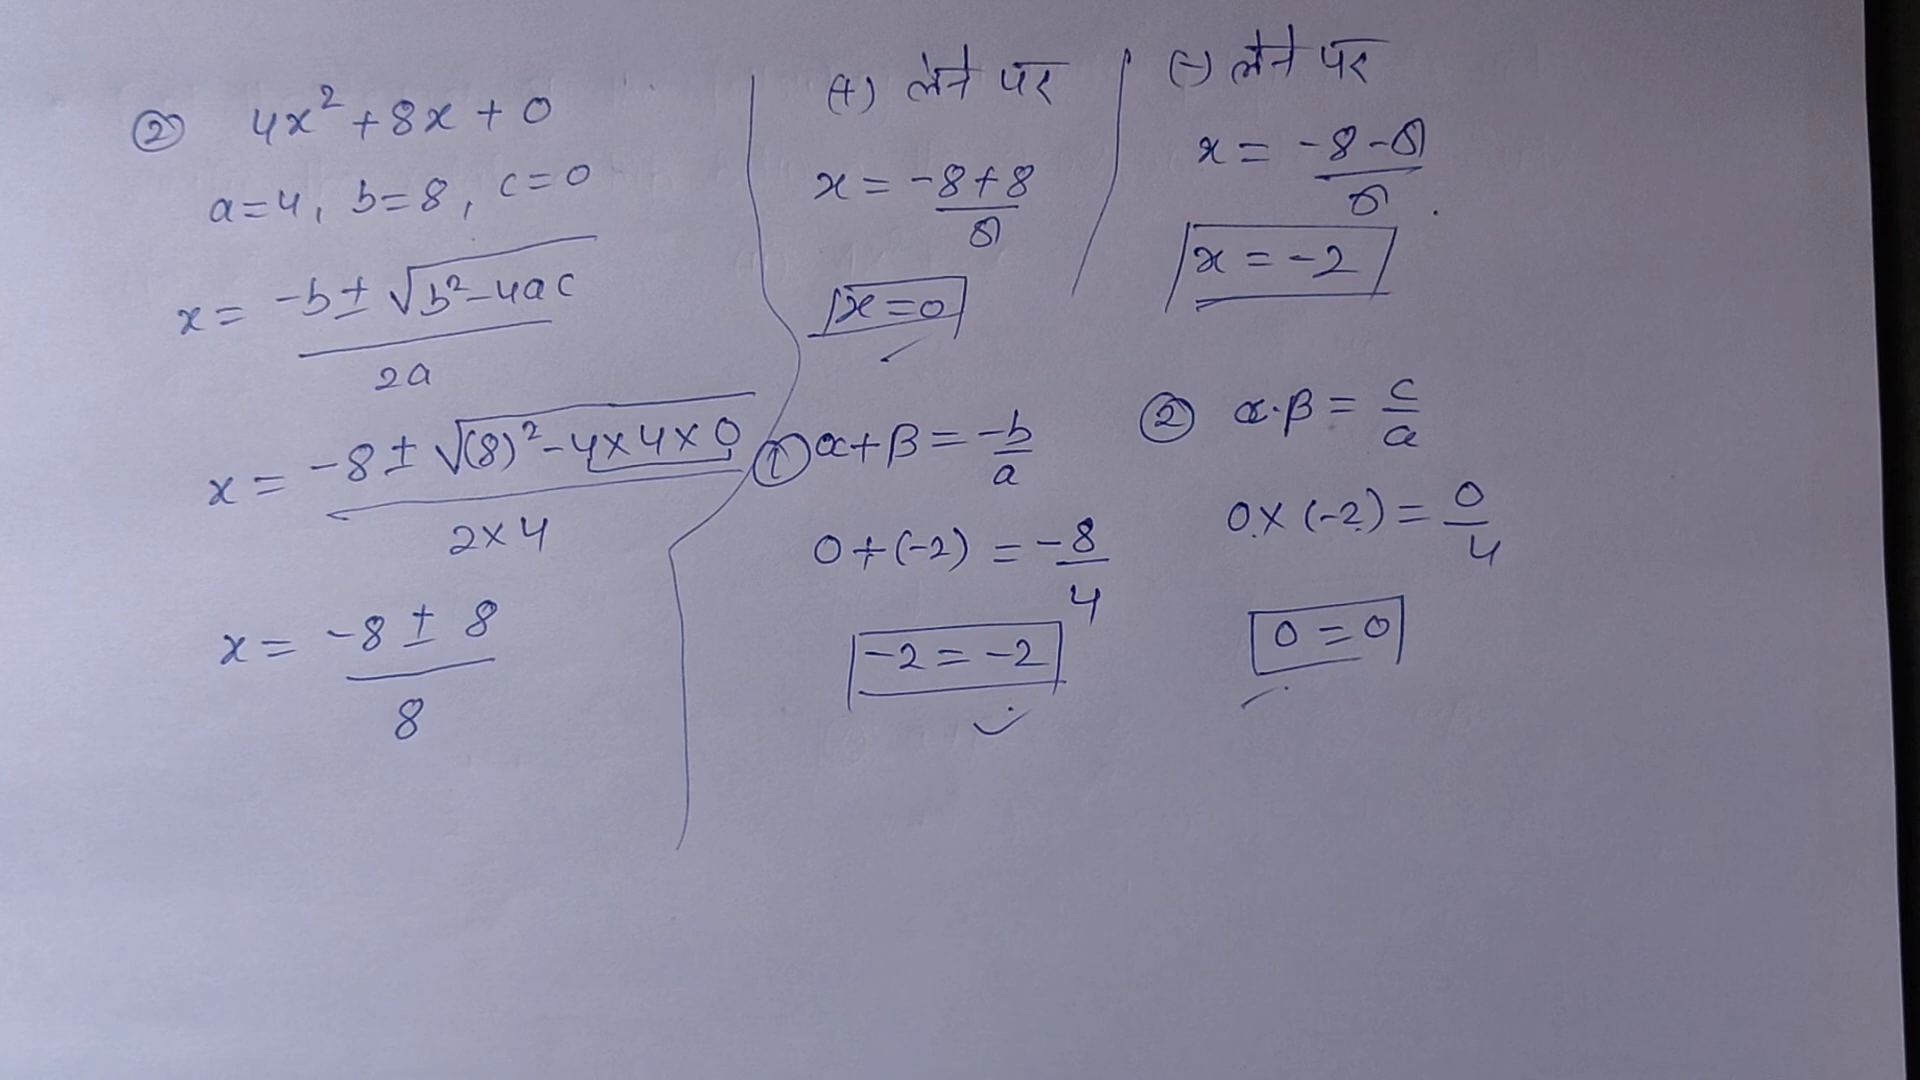 ② 4x² + 8x + 0
a=4, b=8, c=0
x = -b ± √b²-4ac
2a
x = -8 ± √(8)²-4×4×0
2×4
x = -8 ± 8
8
(+) लेने पर
x = -8+8
8
x=0
(-) लेने पर
x = -8-8
8
x = -2
① α+β = -b
a
0+(-2) = -8
4
-2 = -2
② α·β = c
a
0×(-2) = 0
4
0 = 0